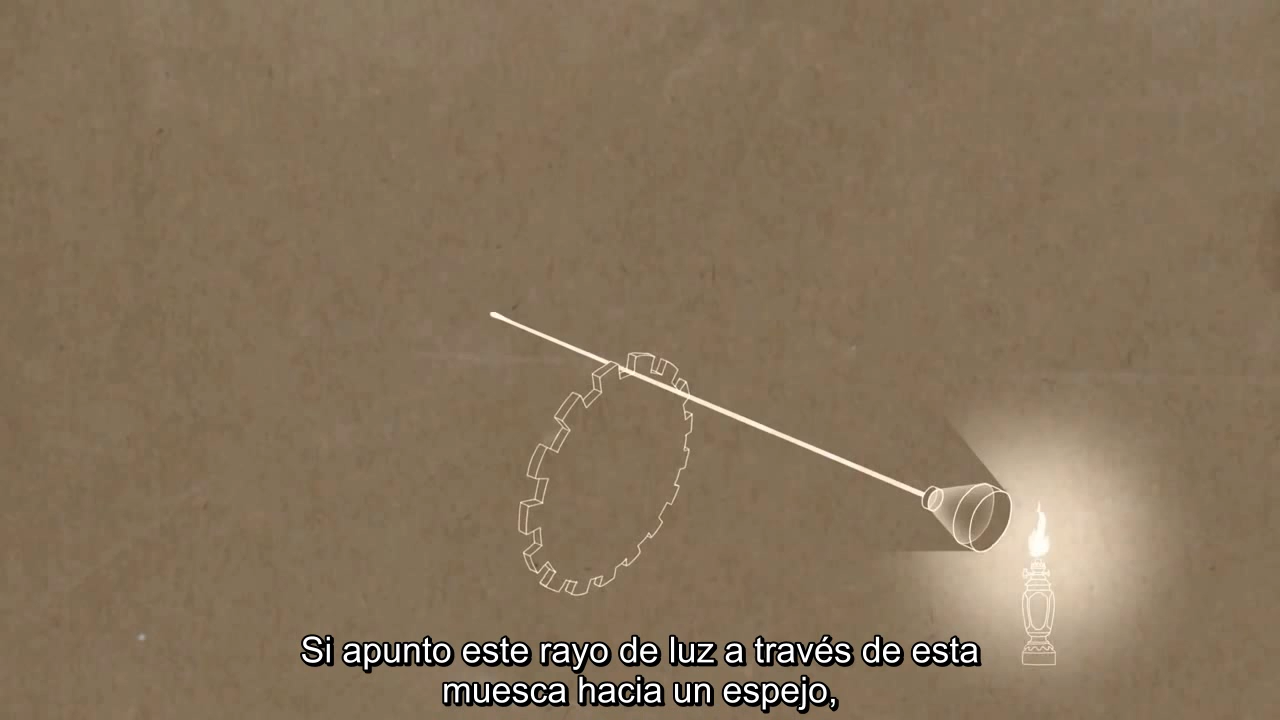 Si apunto este rayo de luz a través de esta
muesca hacia un espejo,